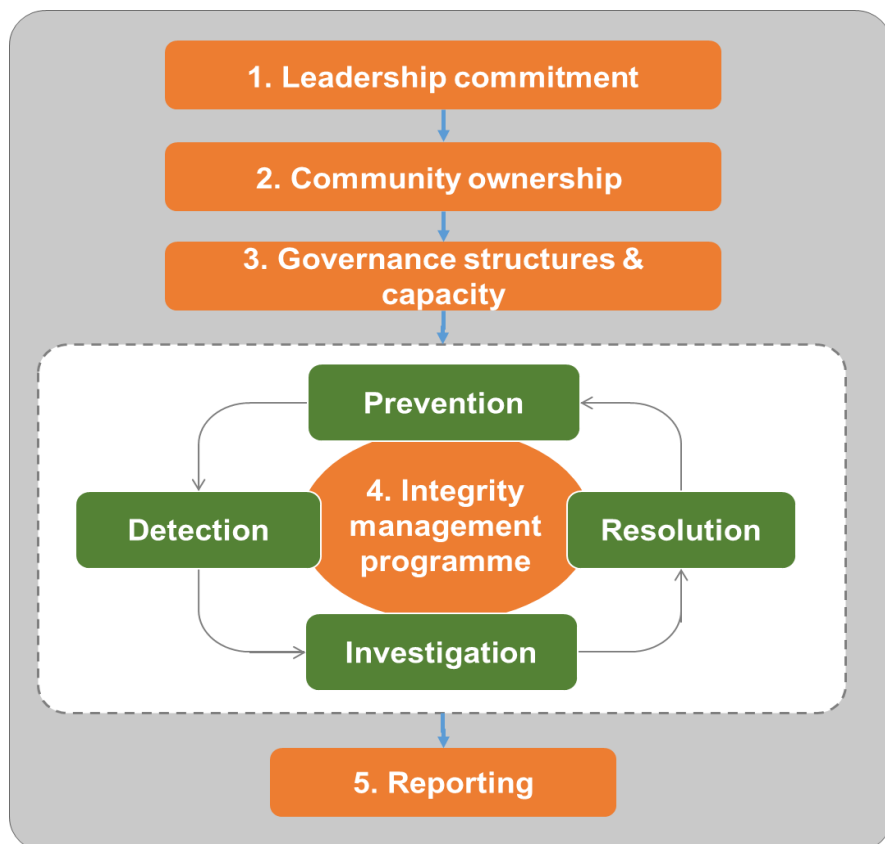 1. Leadership commitment
2. Community ownership
3. Governance structures &
capacity
Prevention
4. Integrity
management
programme
Detection
Resolution
Investigation
5. Reporting